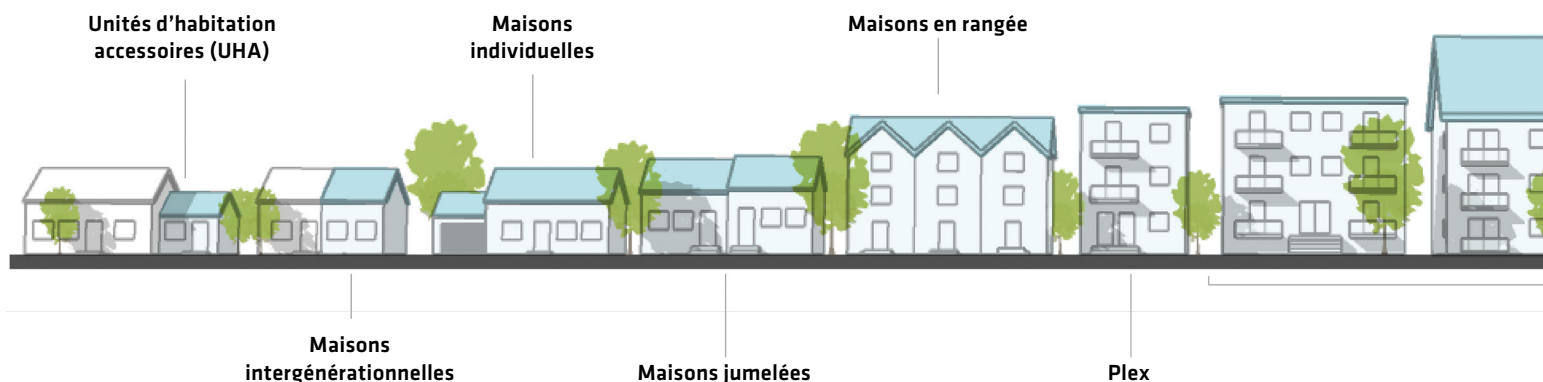 Unités d’habitation
accessoires (UHA)
Maisons
individuelles
Maisons en rangée
Maisons
intergénérationnelles
Maisons jumelées
Plex